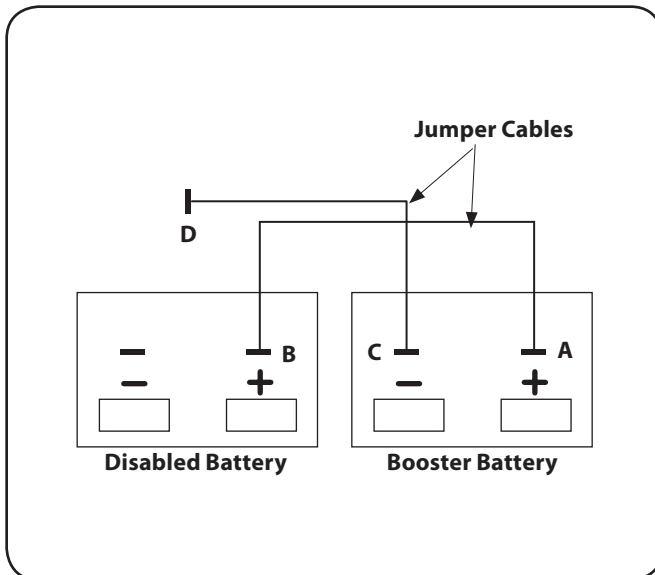 Jumper Cables
D
B
C
A
− + − +
Disabled Battery
Booster Battery